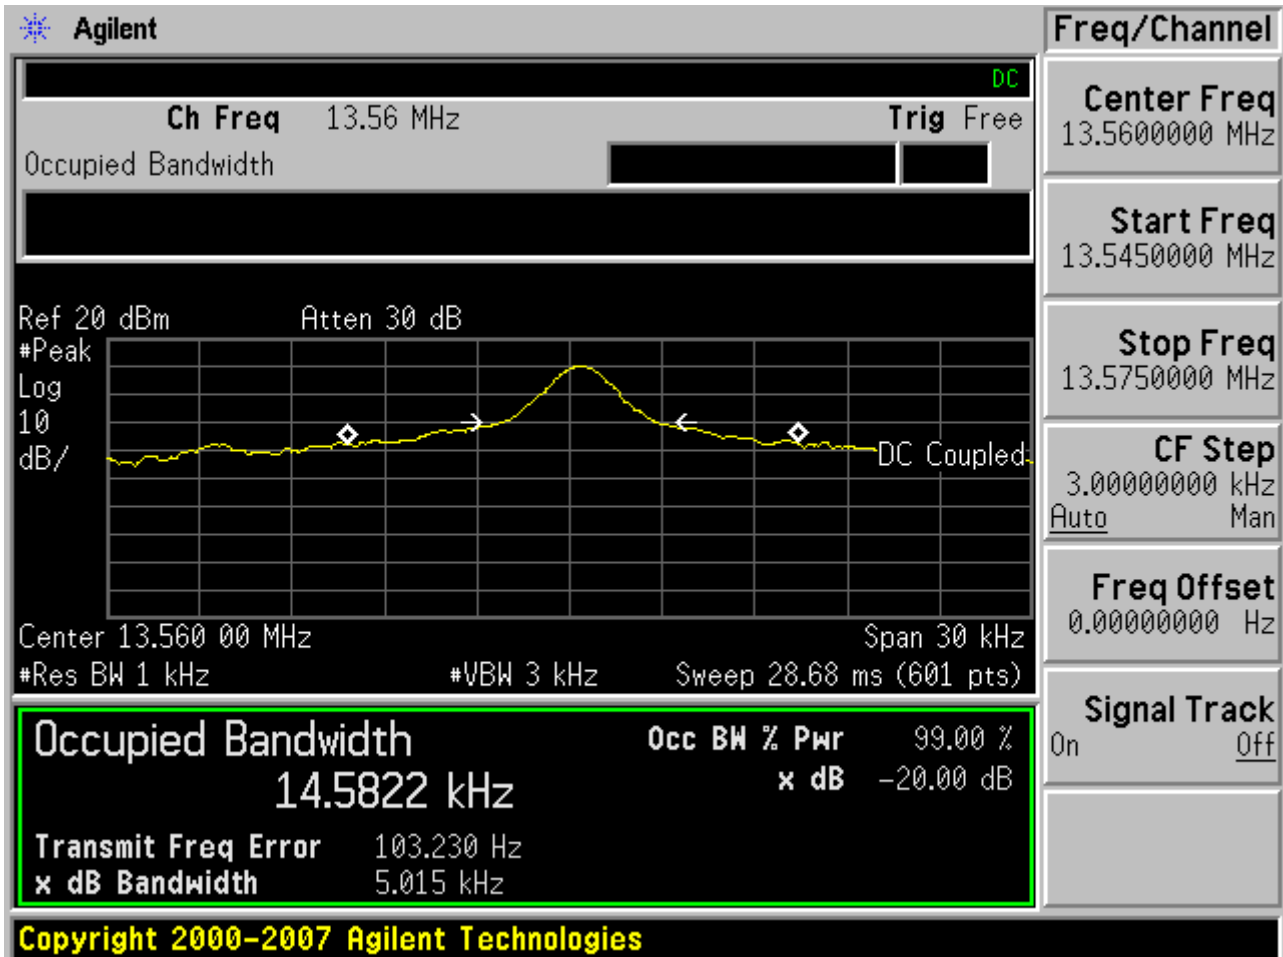 Agilent
Freq/Channel
DC
Ch Freq 13.56 MHz Trig Free
Occupied Bandwidth
Center Freq
13.5600000 MHz
Start Freq
13.5450000 MHz
Stop Freq
13.5750000 MHz
CF Step
3.00000000 kHz
Auto Man
Freq Offset
0.00000000 Hz
Signal Track
On Off
Ref 20 dBm Atten 30 dB
#Peak
Log
10
dB/
DC Coupled
Center 13.560 00 MHz Span 30 kHz
#Res BW 1 kHz #VBW 3 kHz Sweep 28.68 ms (601 pts)
Occupied Bandwidth
14.5822 kHz
Occ BW % Pwr 99.00 %
x dB -20.00 dB
Transmit Freq Error 103.230 Hz
x dB Bandwidth 5.015 kHz
Copyright 2000-2007 Agilent Technologies